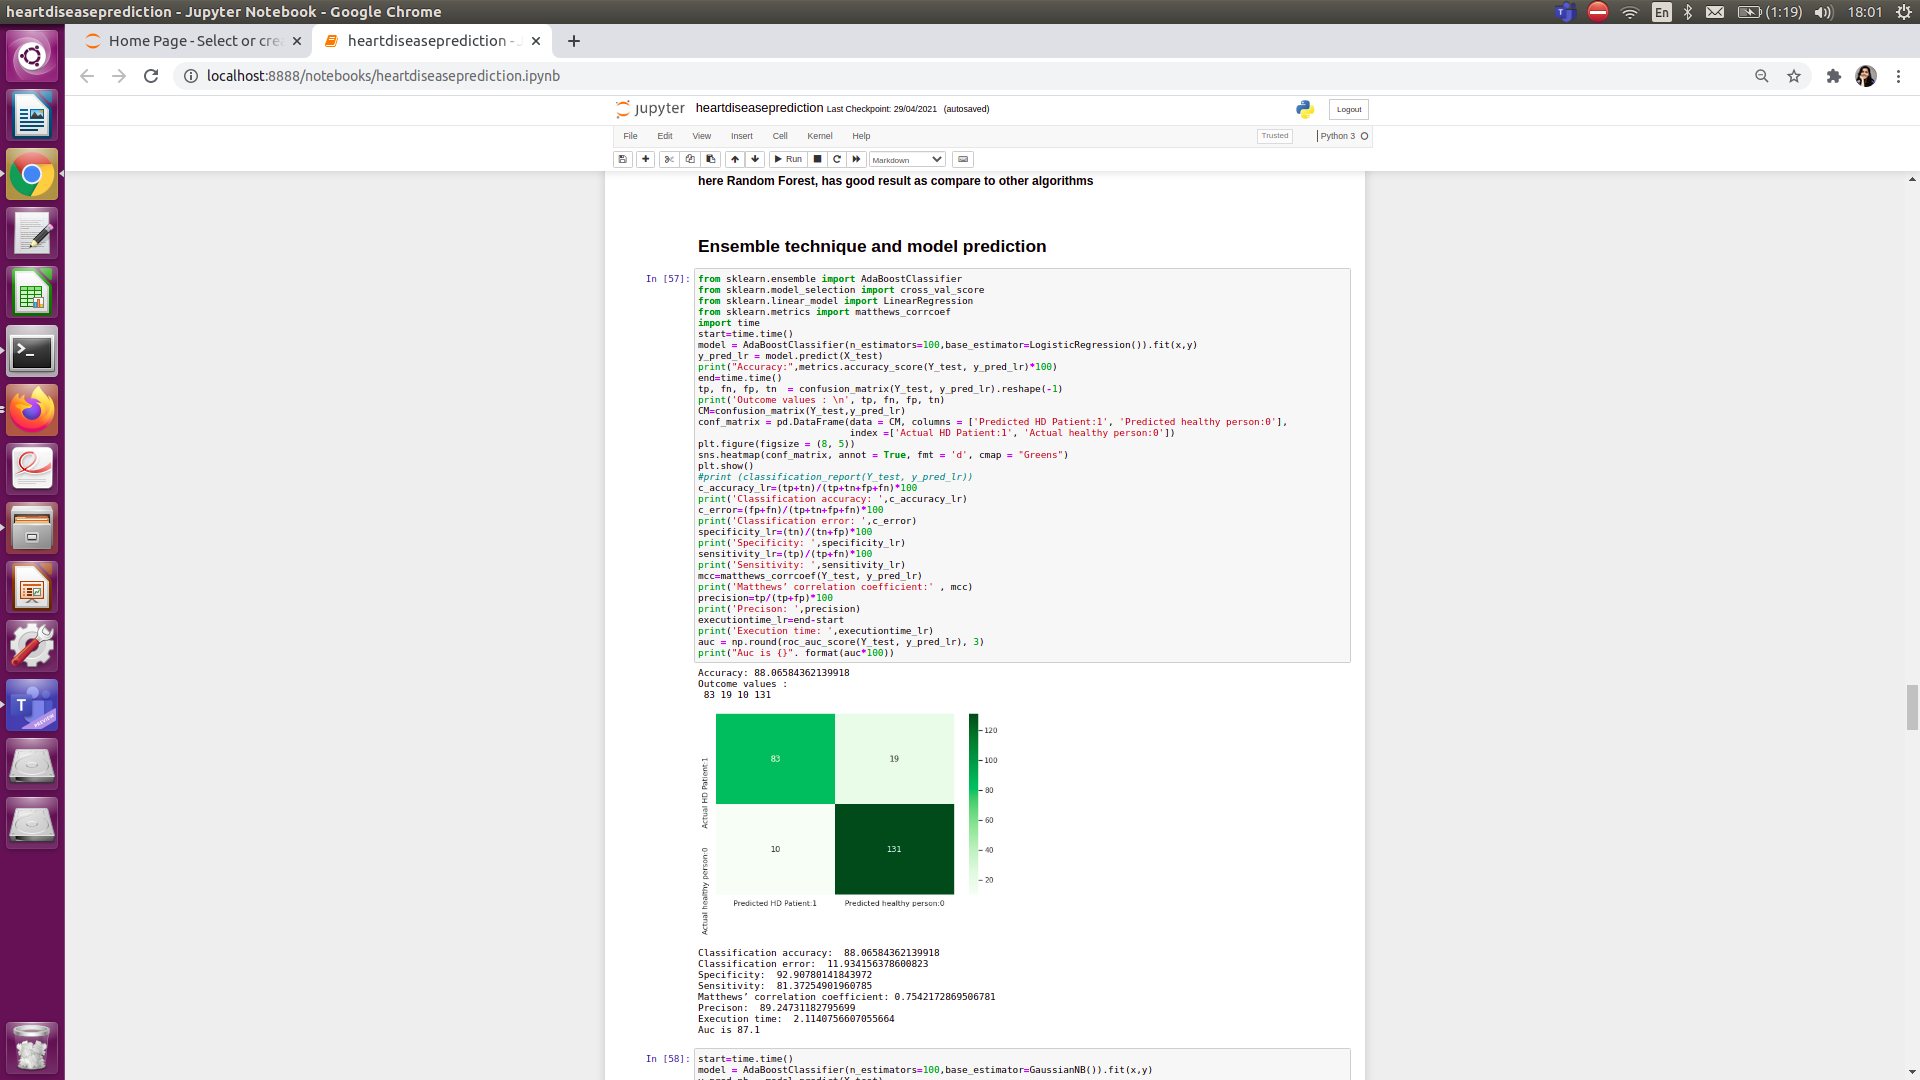 heartdiseaseprediction - Jupyter Notebook - Google Chrome
En
(1:19)
18:01
Home Page - Select or cre
heartdiseaseprediction - J
localhost:8888/notebooks/heartdiseaseprediction.ipynb
jupyter heartdiseaseprediction Last Checkpoint: 29/04/2021 (autosaved)
Logout
File Edit View Insert Cell Kernel Help
Trusted
Python 3
Run
Markdown
here Random Forest, has good result as compare to other algorithms
Ensemble technique and model prediction
In [57]:
from sklearn.ensemble import AdaBoostClassifier
from sklearn.model_selection import cross_val_score
from sklearn.linear_model import LinearRegression
from sklearn.metrics import matthews_corrcoef
import time
start=time.time()
model = AdaBoostClassifier(n_estimators=100,base_estimator=LogisticRegression()).fit(x,y)
y_pred_lr = model.predict(X_test)
print("Accuracy:",metrics.accuracy_score(Y_test, y_pred_lr)*100)
end=time.time()
tp, fn, fp, tn  = confusion_matrix(Y_test, y_pred_lr).reshape(-1)
print('Outcome values : \n', tp, fn, fp, tn)
CM=confusion_matrix(Y_test,y_pred_lr)
conf_matrix = pd.DataFrame(data = CM, columns = ['Predicted HD Patient:1', 'Predicted healthy person:0'],
index =['Actual HD Patient:1', 'Actual healthy person:0'])
plt.figure(figsize = (8, 5))
sns.heatmap(conf_matrix, annot = True, fmt = 'd', cmap = "Greens")
plt.show()
#print (classification_report(Y_test, y_pred_lr))
c_accuracy_lr=(tp+tn)/(tp+tn+fp+fn)*100
print('Classification accuracy: ',c_accuracy_lr)
c_error=(fp+fn)/(tp+tn+fp+fn)*100
print('Classification error: ',c_error)
specificity_lr=(tn)/(tn+fp)*100
print('Specificity: ',specificity_lr)
sensitivity_lr=(tp)/(tp+fn)*100
print('Sensitivity: ',sensitivity_lr)
mcc=matthews_corrcoef(Y_test, y_pred_lr)
print('Matthews’ correlation coefficient:' , mcc)
precision=tp/(tp+fp)*100
print('Precison: ',precision)
executiontime_lr=end-start
print('Execution time: ',executiontime_lr)
auc = np.round(roc_auc_score(Y_test, y_pred_lr), 3)
print("Auc is {}". format(auc*100))
Accuracy: 88.06584362139918
Outcome values :
83 19 10 131
Actual HD Patient:1
Actual healthy person:0
83
19
10
131
Predicted HD Patient:1
Predicted healthy person:0
120
100
80
60
40
20
Classification accuracy:  88.06584362139918
Classification error:  11.934156378600823
Specificity:  92.90780141843972
Sensitivity:  81.37254901960785
Matthews’ correlation coefficient: 0.7542172869506781
Precison:  89.24731182795699
Execution time:  2.1140756607055664
Auc is 87.1
In [58]:
start=time.time()
model = AdaBoostClassifier(n_estimators=100,base_estimator=GaussianNB()).fit(x,y)